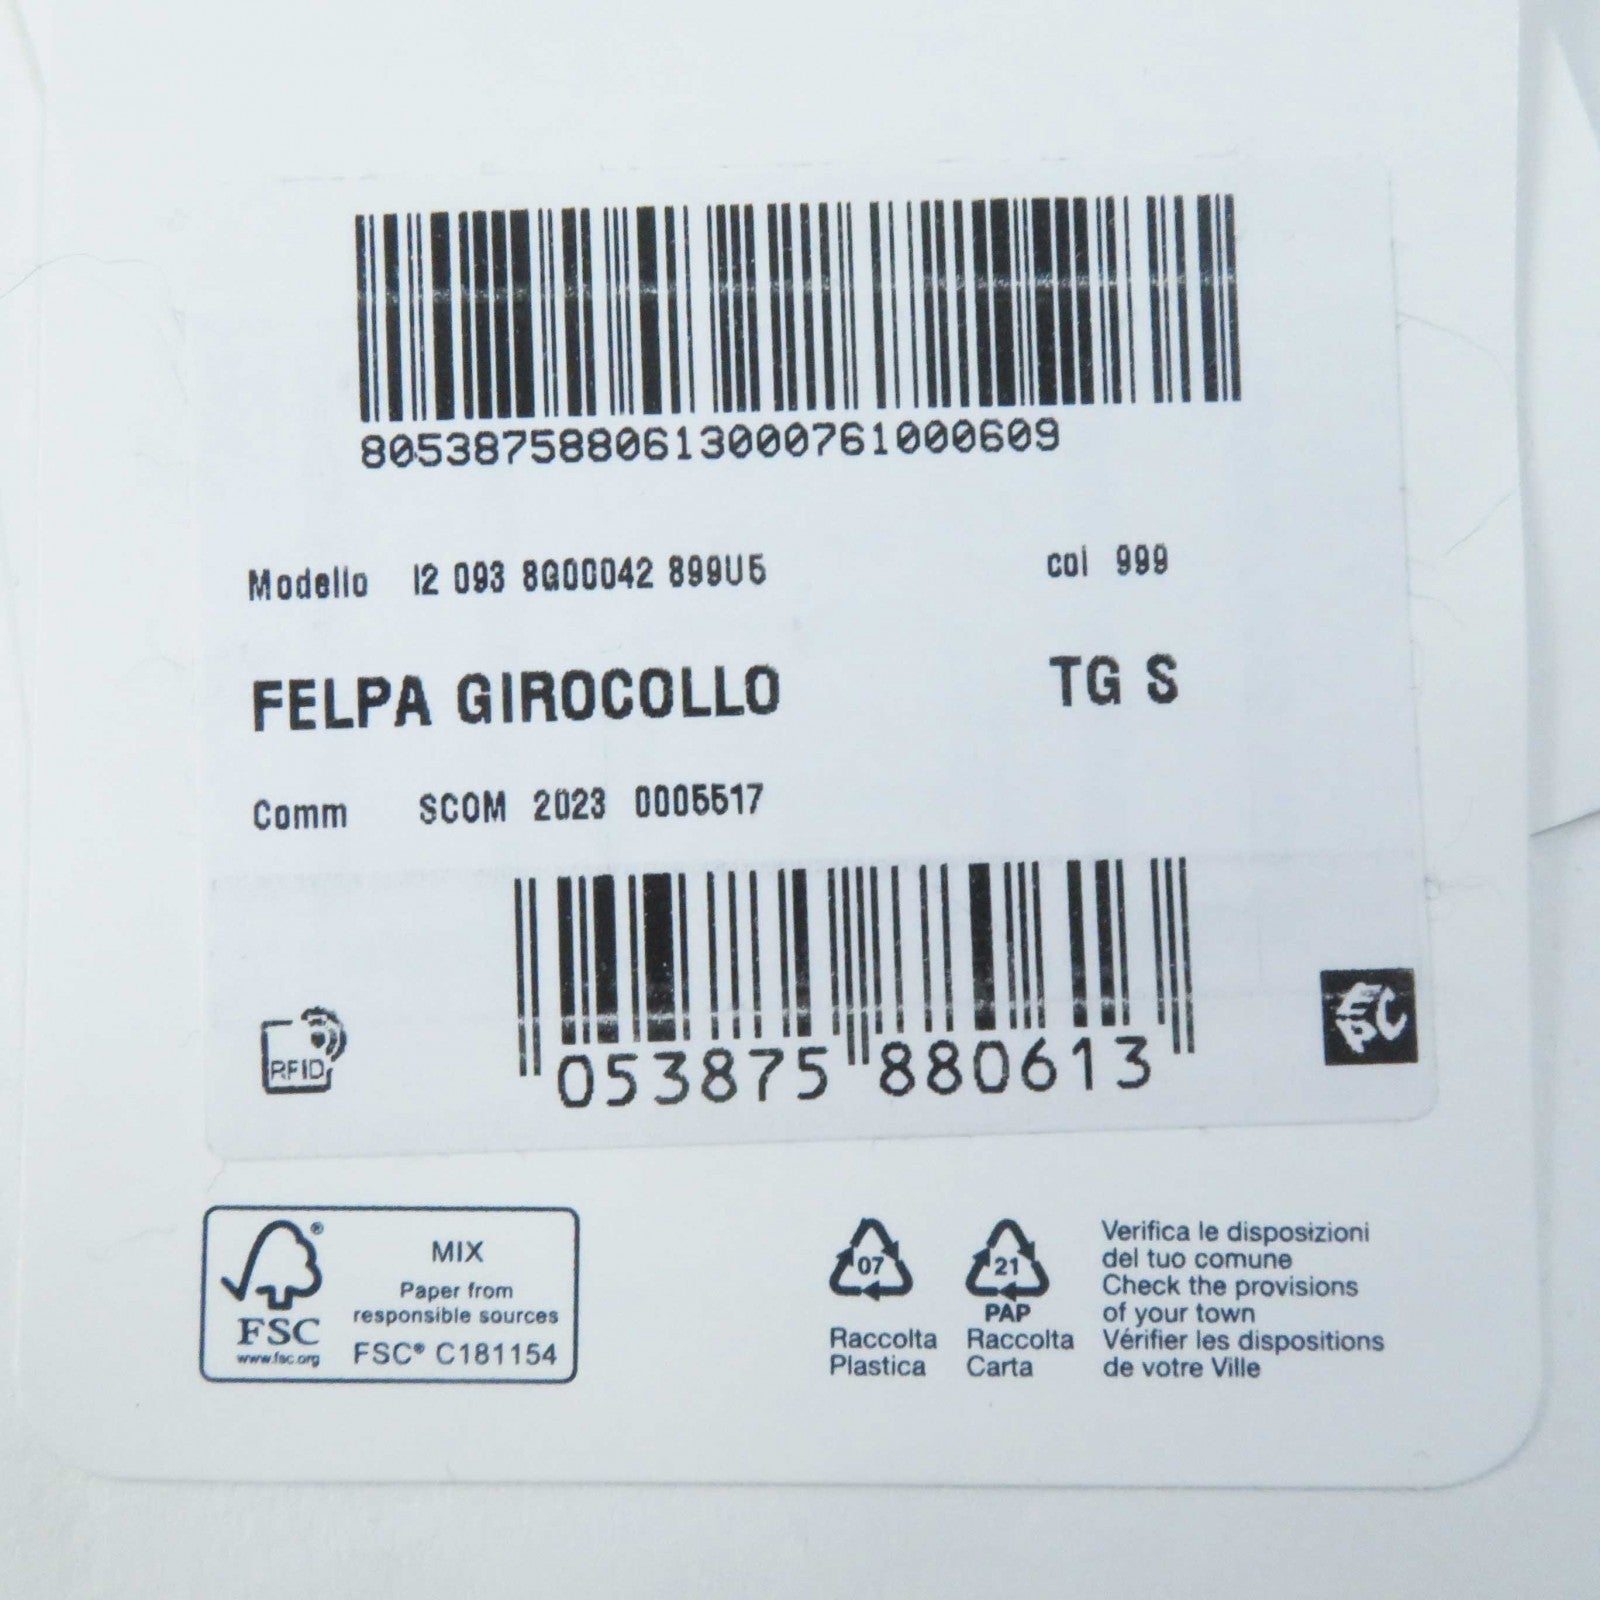 8053875880613000761000609
Modello I2 093 8G00042 899U5 col 999
FELPA GIROCOLLO TG S
Comm SCOM 2023 0005517
053875 880613
RFID
EPC
MIX
Paper from
responsible sources
FSC® C181154
®
FSC
www.fsc.org
07
Raccolta
Plastica
21
PAP
Raccolta
Carta
Verifica le disposizioni
del tuo comune
Check the provisions
of your town
Vérifier les dispositions
de votre Ville